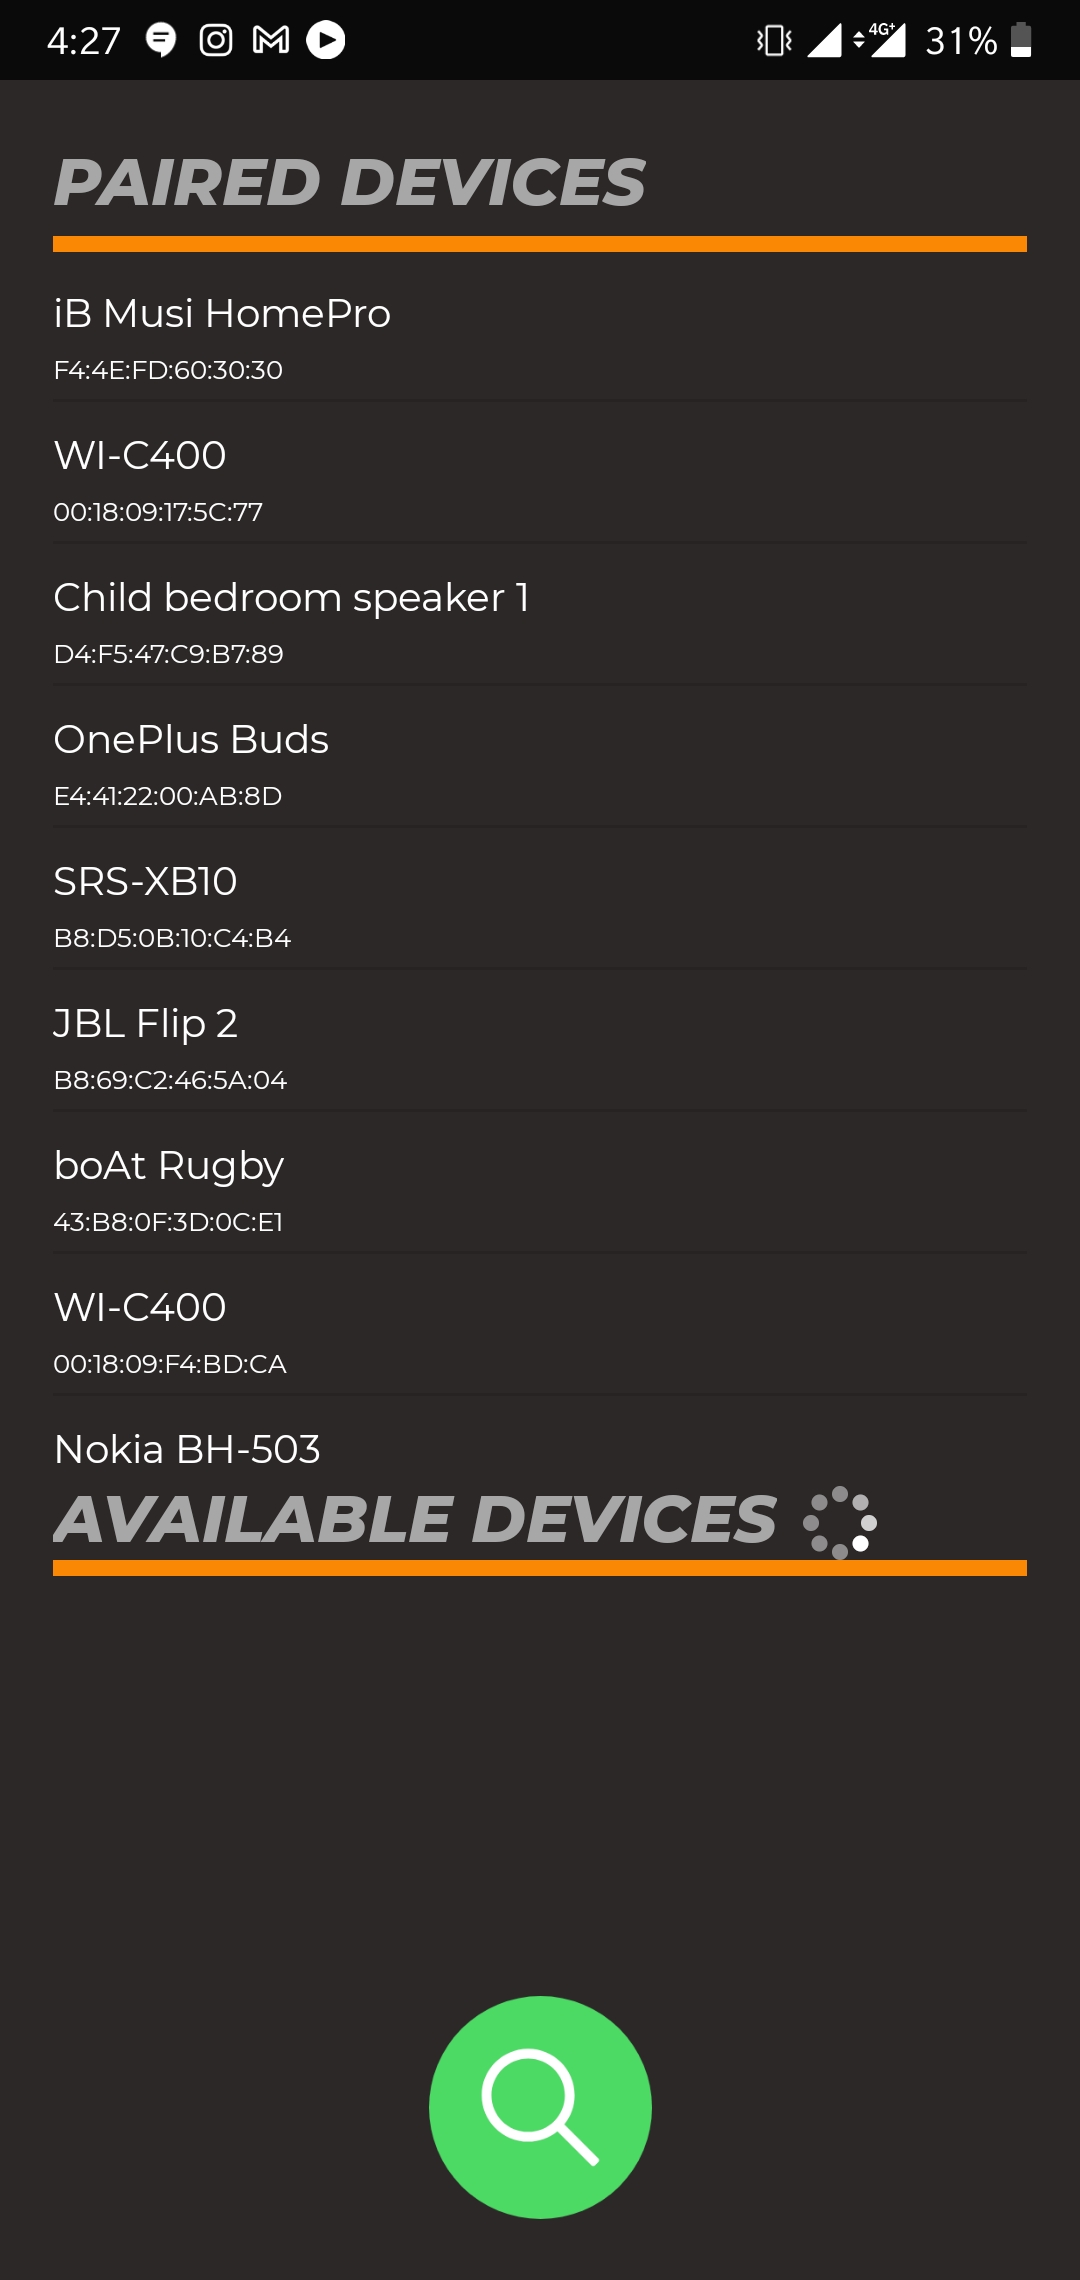 4:27
4G+ 31%
PAIRED DEVICES
iB Musi HomePro
F4:4E:FD:60:30:30
WI-C400
00:18:09:17:5C:77
Child bedroom speaker 1
D4:F5:47:C9:B7:89
OnePlus Buds
E4:41:22:00:AB:8D
SRS-XB10
B8:D5:0B:10:C4:B4
JBL Flip 2
B8:69:C2:46:5A:04
boAt Rugby
43:B8:0F:3D:0C:E1
WI-C400
00:18:09:F4:BD:CA
Nokia BH-503
AVAILABLE DEVICES